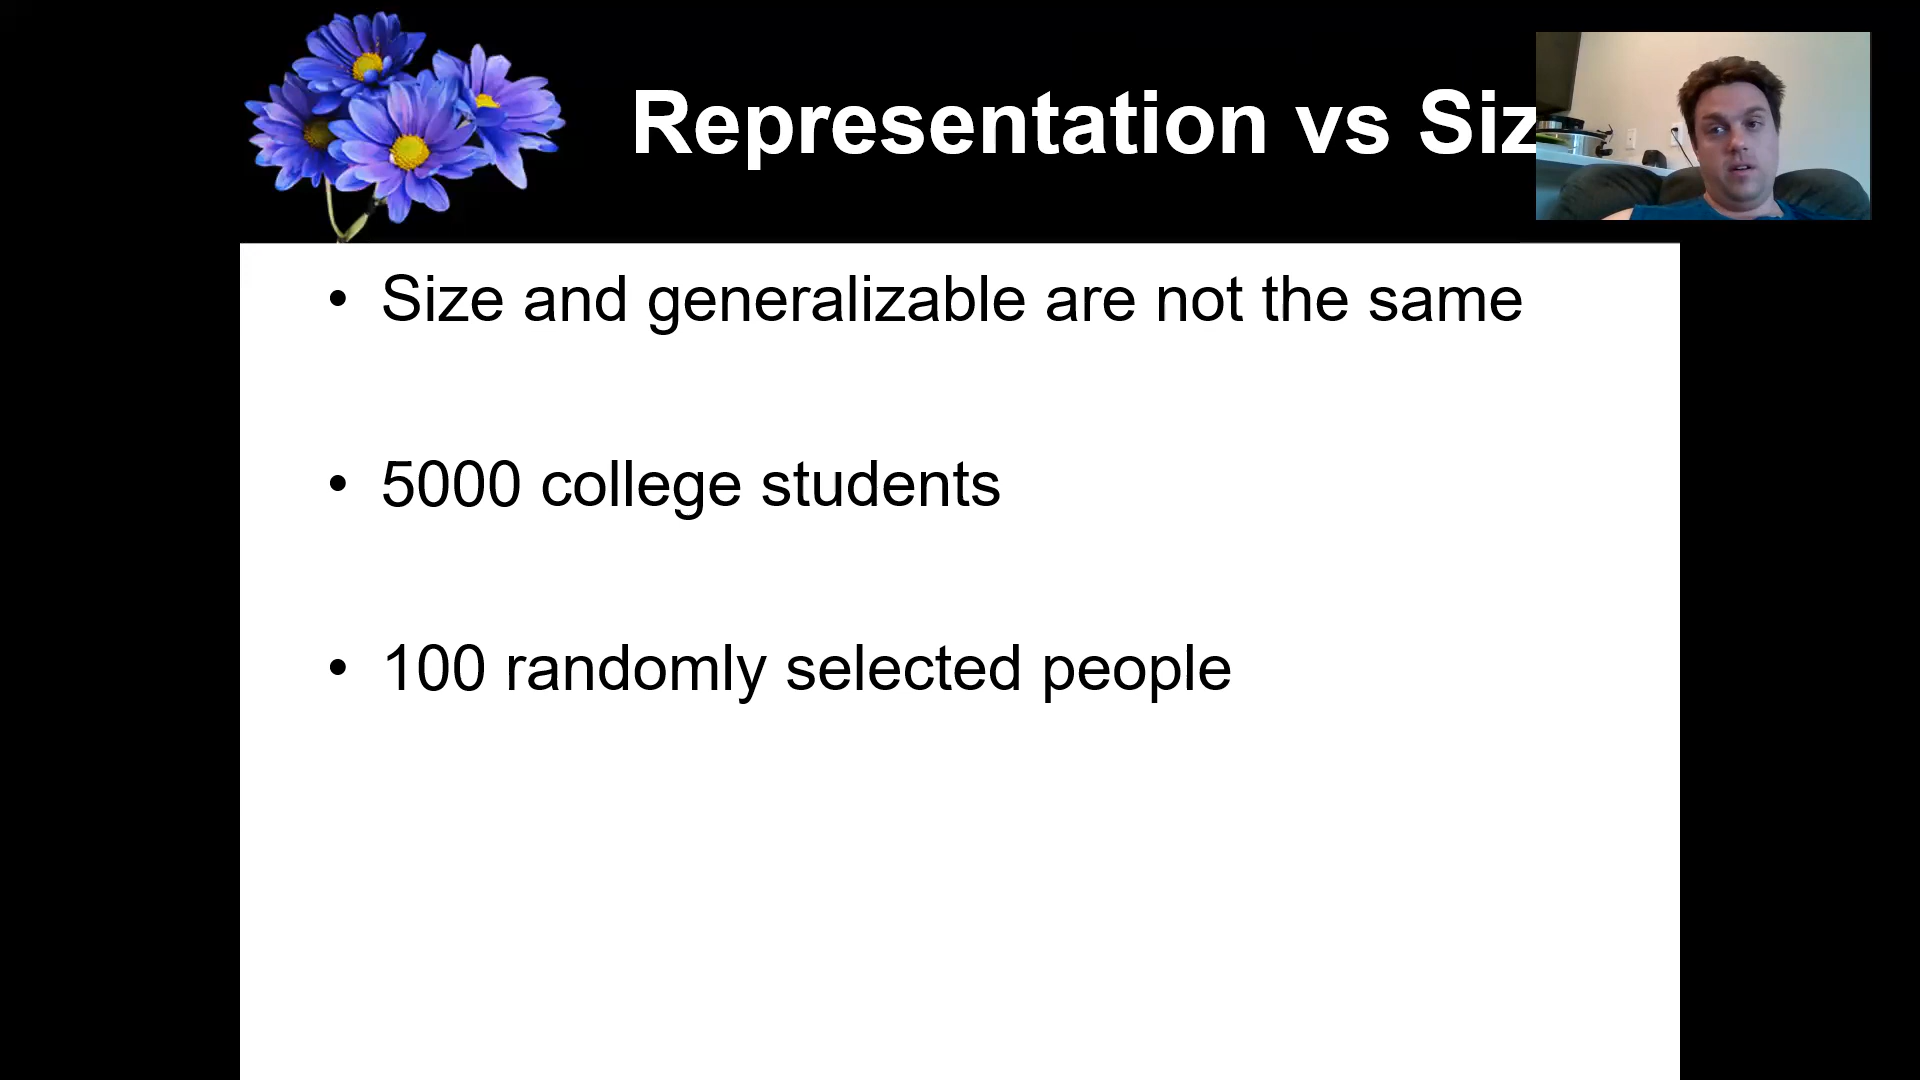 Representation vs Siz
• Size and generalizable are not the same
• 5000 college students
• 100 randomly selected people